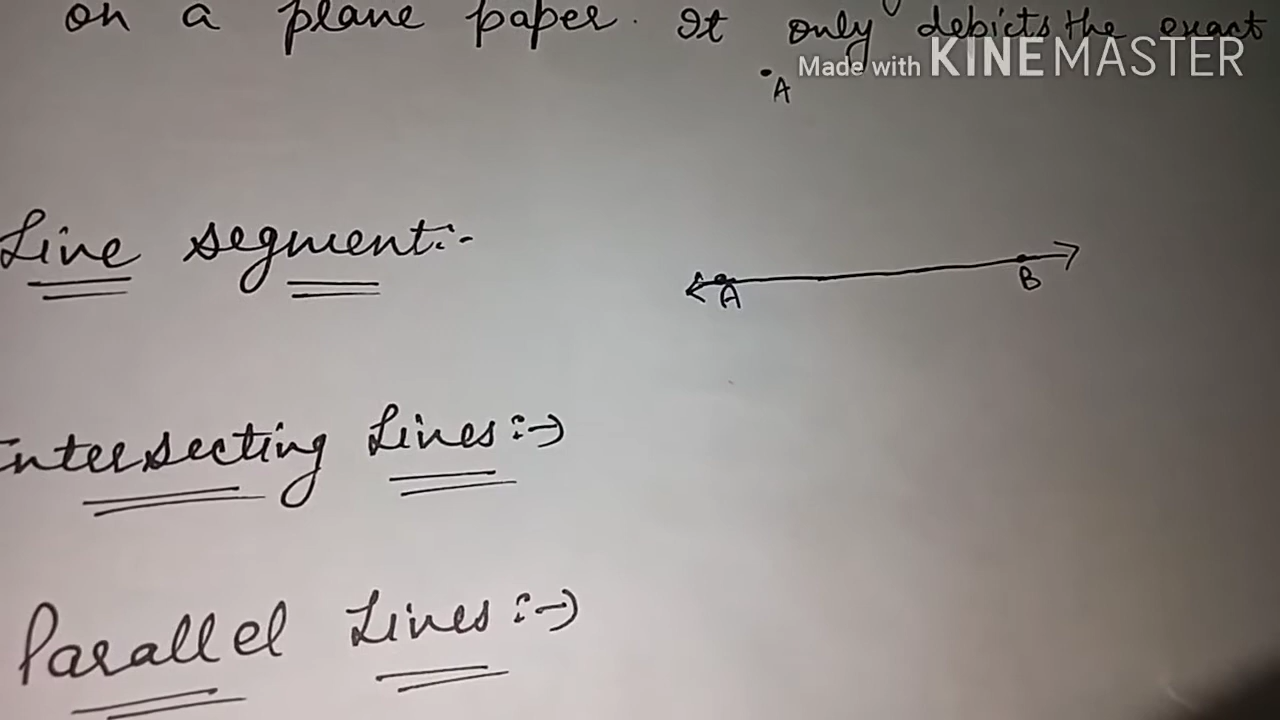 on a plane paper. It only debicts the exact
Made with KINEMASTER
A
Line segment:-
A B
Intersecting Lines:→
Parallel Lines:→